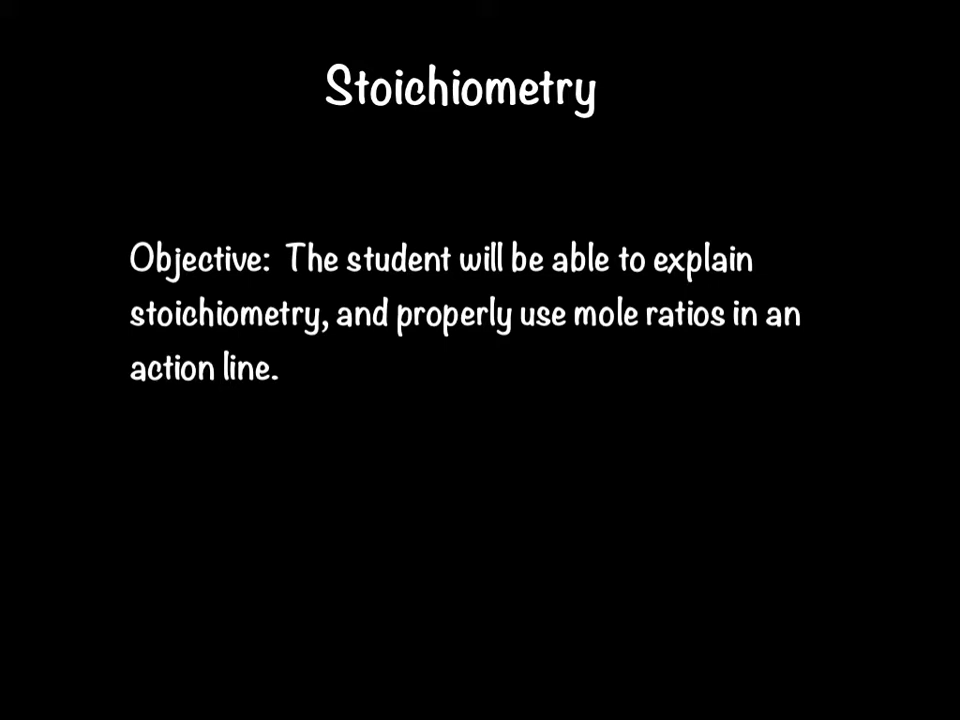 Stoichiometry
Objective:  The student will be able to explain
stoichiometry, and properly use mole ratios in an
action line.